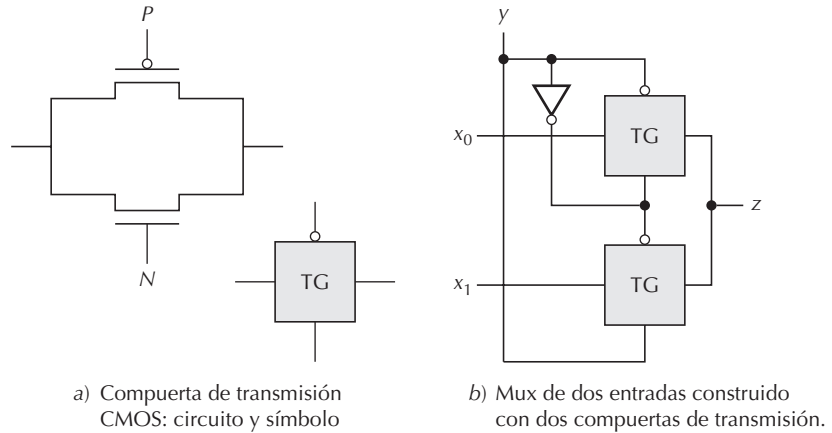 P
N
TG
a) Compuerta de transmisión
CMOS: circuito y símbolo
y
x0
TG
z
x1
TG
b) Mux de dos entradas construido
con dos compuertas de transmisión.